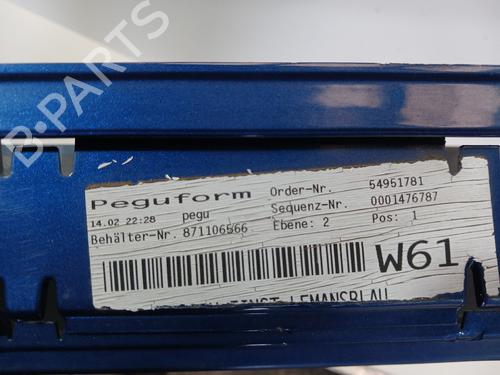 B-PARTS
Peguform
Order-Nr. 54951781
14.02 22:28 pegu
Sequenz-Nr. 0001476787
Behälter-Nr. 871106566
Ebene: 2 Pos: 1
W61
LEMANSBLAU